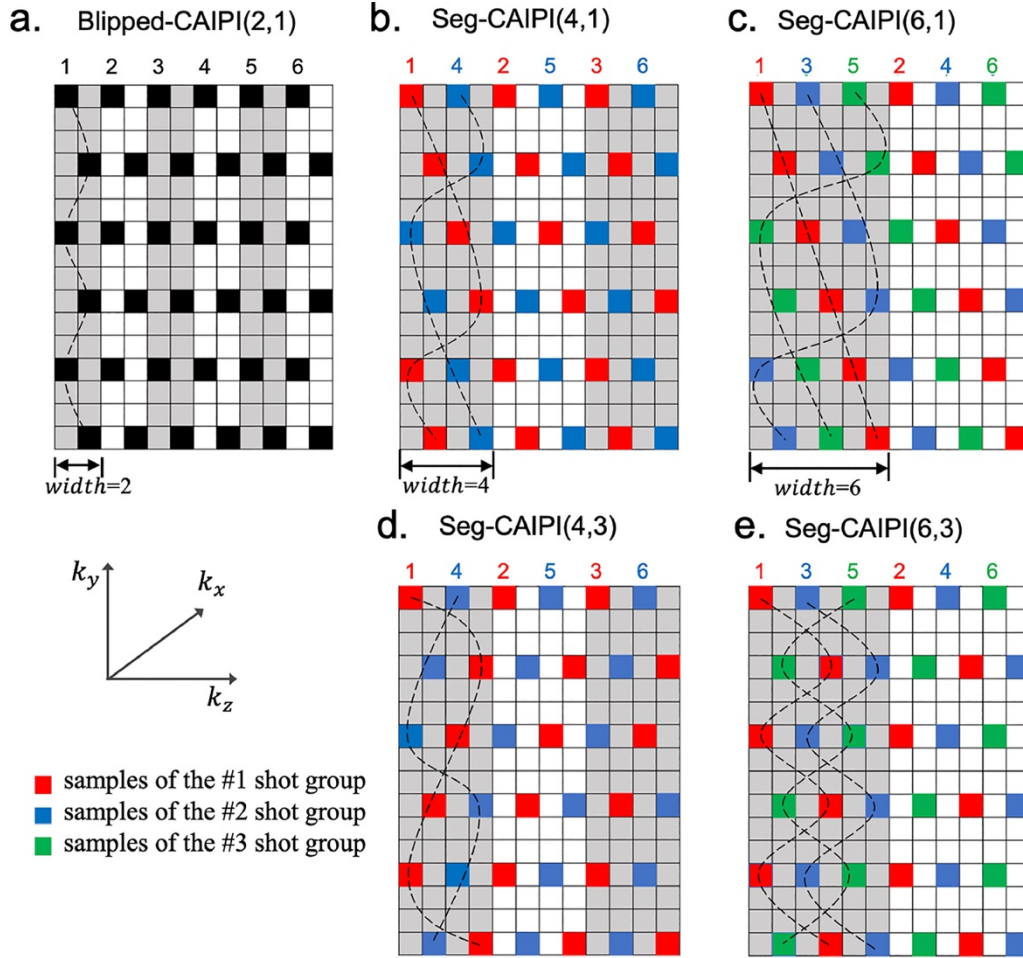 a. Blipped-CAIPI(2,1)
1 2 3 4 5 6
width=2
b. Seg-CAIPI(4,1)
1 4 2 5 3 6
width=4
c. Seg-CAIPI(6,1)
1 3 5 2 4 6
width=6
d. Seg-CAIPI(4,3)
1 4 2 5 3 6
e. Seg-CAIPI(6,3)
1 3 5 2 4 6
k_y
k_x
k_z
samples of the #1 shot group
samples of the #2 shot group
samples of the #3 shot group